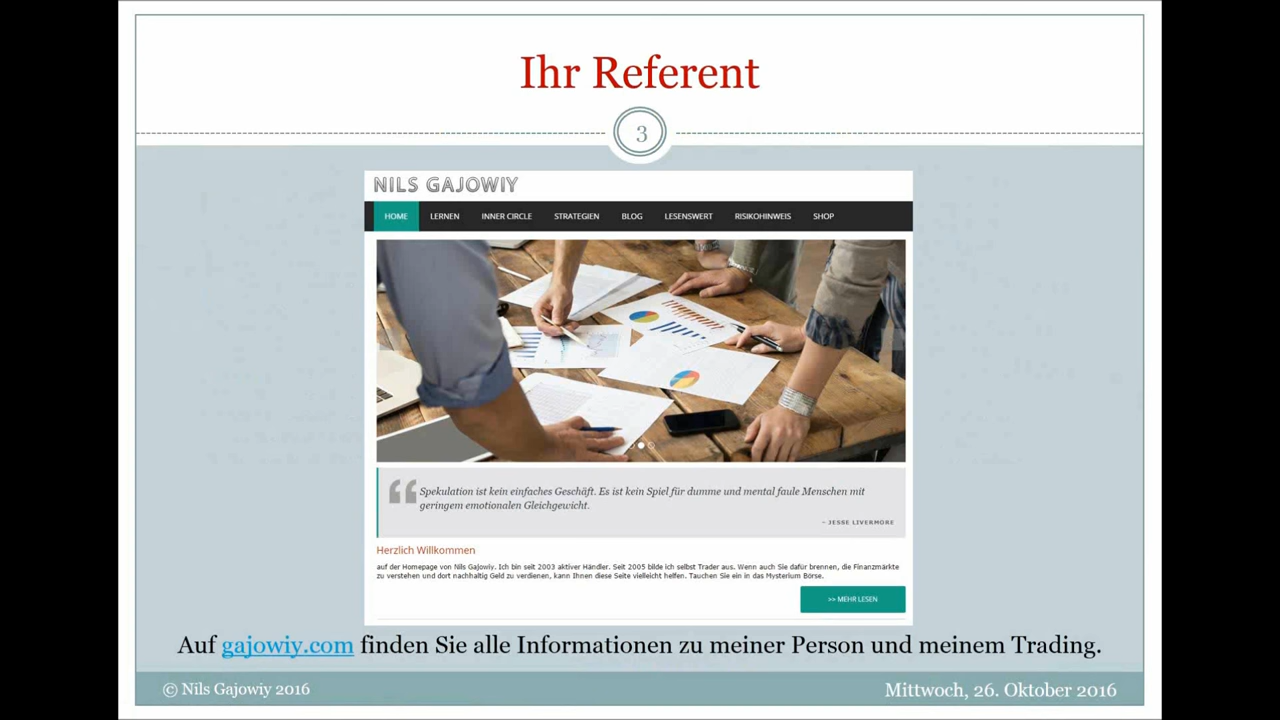 Ihr Referent
3
NILS GAJOWIY
HOME LERNEN INNER CIRCLE STRATEGIEN BLOG LESENSWERT RISIKOHINWEIS SHOP
Spekulation ist kein einfaches Geschäft. Es ist kein Spiel für dumme und mental faule Menschen mit
geringem emotionalen Gleichgewicht.
~ JESSE LIVERMORE
Herzlich Willkommen
auf der Homepage von Nils Gajowiy. Ich bin seit 2003 aktiver Händler. Seit 2005 bilde ich selbst Trader aus. Wenn auch Sie dafür brennen, die Finanzmärkte
zu verstehen und dort nachhaltig Geld zu verdienen, kann Ihnen diese Seite vielleicht helfen. Tauchen Sie ein in das Mysterium Börse.
>> MEHR LESEN
Auf gajowiy.com finden Sie alle Informationen zu meiner Person und meinem Trading.
© Nils Gajowiy 2016
Mittwoch, 26. Oktober 2016